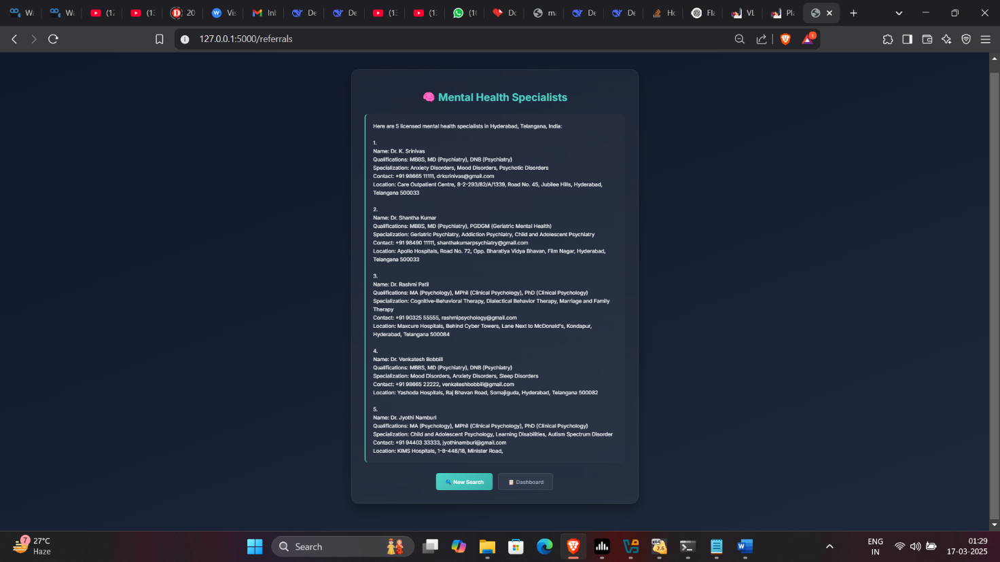 Wa
Wa
(12
(13
20
Vis
Inl
De
De
(13
(1
(10
Do
ma
De
De
Ho
Fla
VL
Pla
127.0.0.1:5000/referrals
1
🧠 Mental Health Specialists
Here are 5 licensed mental health specialists in Hyderabad, Telangana, India:
1.
Name: Dr. K. Srinivas
Qualifications: MBBS, MD (Psychiatry), DNB (Psychiatry)
Specialization: Anxiety Disorders, Mood Disorders, Psychotic Disorders
Contact: +91 98665 11111, drksrinivas@gmail.com
Location: Care Outpatient Centre, 8-2-293/82/A/1339, Road No. 45, Jubilee Hills, Hyderabad,
Telangana 500033
2.
Name: Dr. Shantha Kumar
Qualifications: MBBS, MD (Psychiatry), PGDGM (Geriatric Mental Health)
Specialization: Geriatric Psychiatry, Addiction Psychiatry, Child and Adolescent Psychiatry
Contact: +91 98490 11111, shanthakumarpsychiatry@gmail.com
Location: Apollo Hospitals, Road No. 72, Opp. Bharatiya Vidya Bhavan, Film Nagar, Hyderabad,
Telangana 500033
3.
Name: Dr. Rashmi Patil
Qualifications: MA (Psychology), MPhil (Clinical Psychology), PhD (Clinical Psychology)
Specialization: Cognitive-Behavioral Therapy, Dialectical Behavior Therapy, Marriage and Family
Therapy
Contact: +91 90325 55555, rashmipsychology@gmail.com
Location: Maxcure Hospitals, Behind Cyber Towers, Lane Next to McDonald's, Kondapur,
Hyderabad, Telangana 500084
4.
Name: Dr. Venkatesh Bobbili
Qualifications: MBBS, MD (Psychiatry), DNB (Psychiatry)
Specialization: Mood Disorders, Anxiety Disorders, Sleep Disorders
Contact: +91 98665 22222, venkateshbobbili@gmail.com
Location: Yashoda Hospitals, Raj Bhavan Road, Somajiguda, Hyderabad, Telangana 500082
5.
Name: Dr. Jyothi Namburi
Qualifications: MA (Psychology), MPhil (Clinical Psychology), PhD (Clinical Psychology)
Specialization: Child and Adolescent Psychology, Learning Disabilities, Autism Spectrum Disorder
Contact: +91 94403 33333, jyothinamburi@gmail.com
Location: KIMS Hospitals, 1-8-448/18, Minister Road,
🔍 New Search
📋 Dashboard
7
27°C
Haze
Search
ENG
IN
01:29
17-03-2025